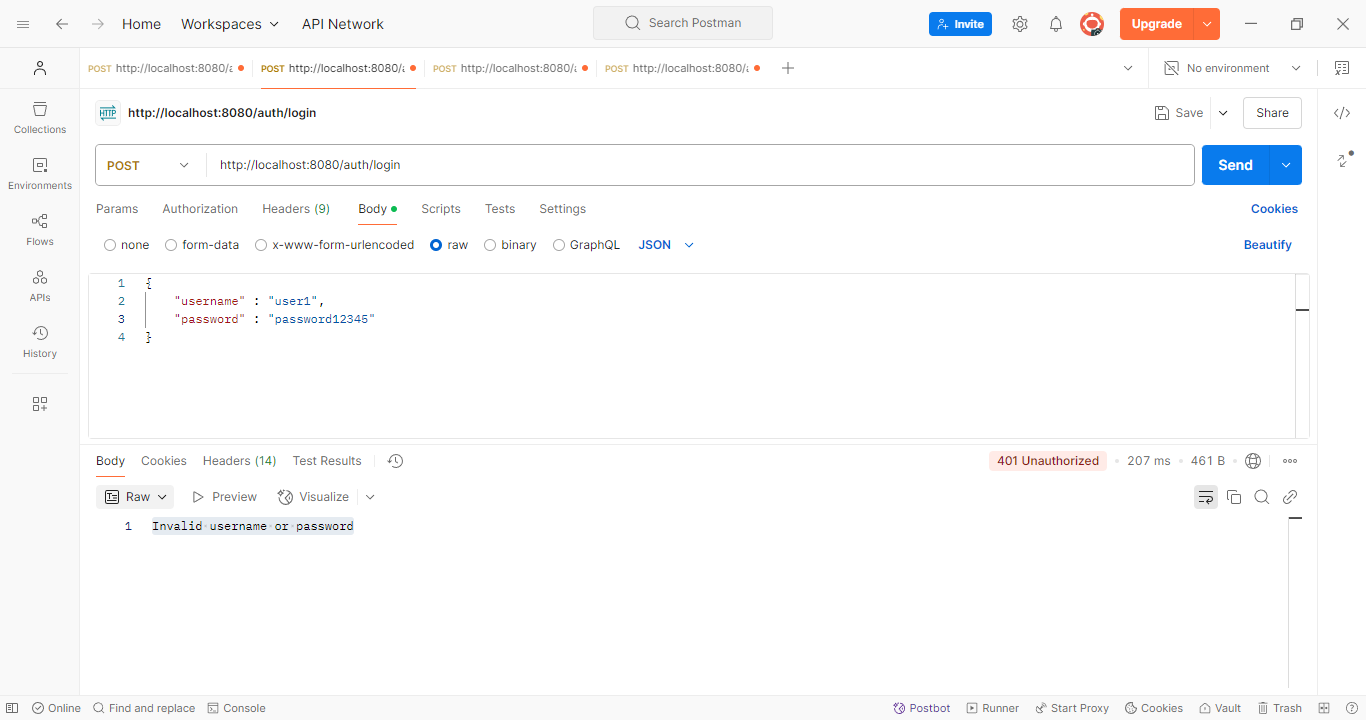 Home Workspaces API Network Search Postman Invite Upgrade
POST http://localhost:8080/a POST http://localhost:8080/a POST http://localhost:8080/a POST http://localhost:8080/a No environment
HTTP http://localhost:8080/auth/login Save Share
Collections
Environments
Flows
APIs
History
POST http://localhost:8080/auth/login Send
Params Authorization Headers (9) Body Scripts Tests Settings Cookies
none form-data x-www-form-urlencoded raw binary GraphQL JSON Beautify
1 {
2 "username" : "user1",
3 "password" : "password12345"
4 }
Body Cookies Headers (14) Test Results 401 Unauthorized • 207 ms • 461 B •
Raw Preview Visualize
1 Invalid·username·or·password
Online Find and replace Console Postbot Runner Start Proxy Cookies Vault Trash